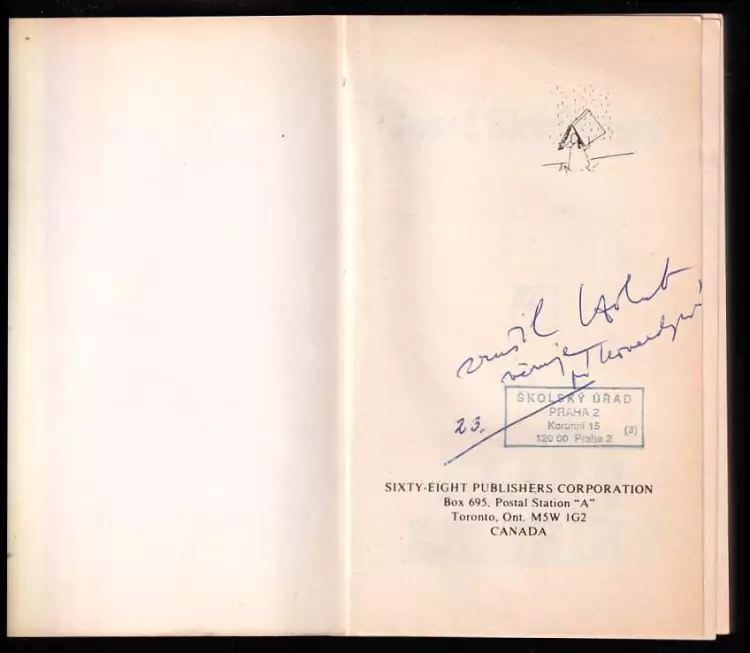 23.
ŠKOLSKÝ ÚŘAD
PRAHA 2
Korunní 15
(3)
120 00 Praha 2
SIXTY-EIGHT PUBLISHERS CORPORATION
Box 695, Postal Station "A"
Toronto, Ont. M5W 1G2
CANADA